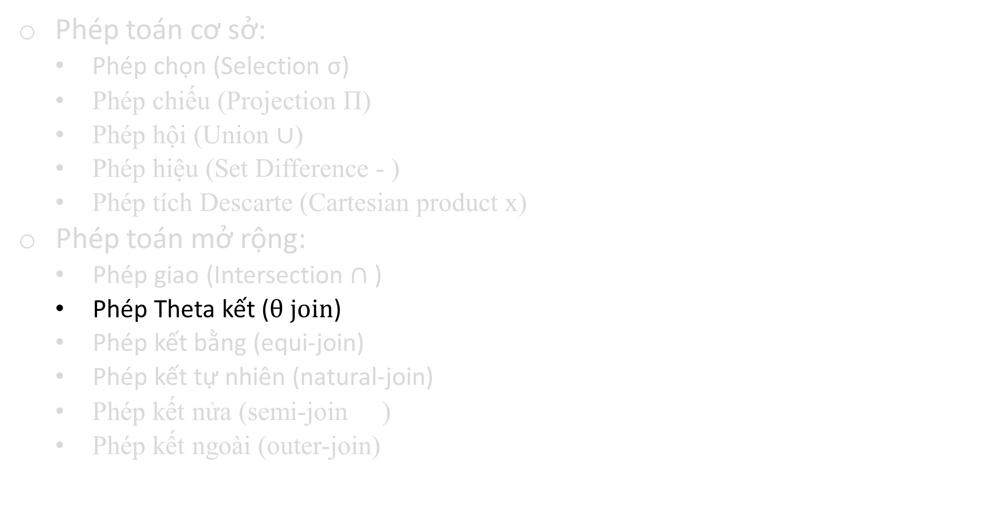 ○ Phép toán cơ sở:
• Phép chọn (Selection σ)
• Phép chiếu (Projection Π)
• Phép hội (Union ∪)
• Phép hiệu (Set Difference - )
• Phép tích Descarte (Cartesian product x)
○ Phép toán mở rộng:
• Phép giao (Intersection ∩ )
• Phép Theta kết (θ join)
• Phép kết bằng (equi-join)
• Phép kết tự nhiên (natural-join)
• Phép kết nửa (semi-join )
• Phép kết ngoài (outer-join)